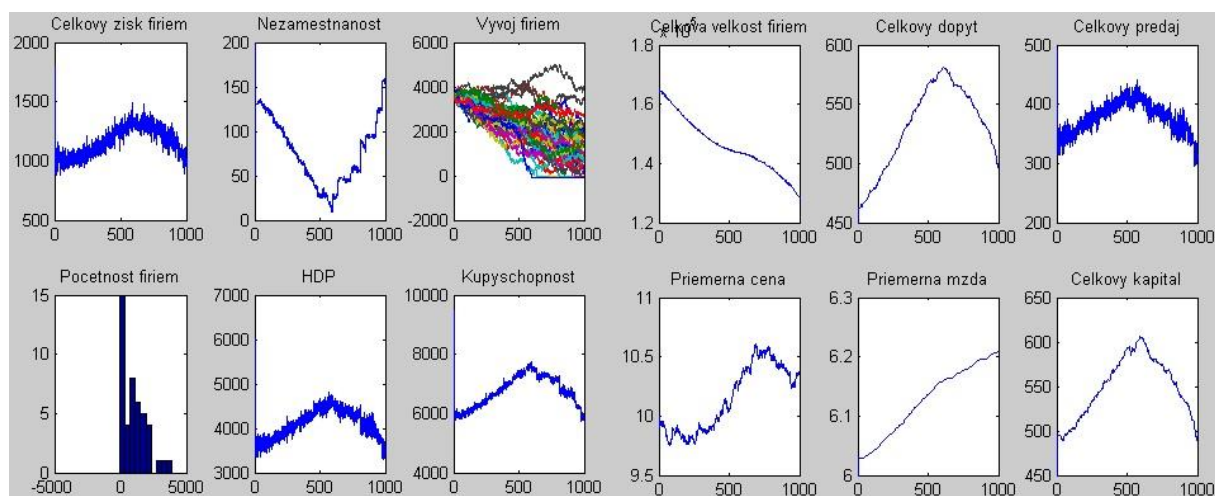 Celkovy zisk firiem
2000
1500
1000
500
0 500 1000
Nezamestnanost
200
150
100
50
0
0 500 1000
Vyvoj firiem
6000
4000
2000
0
-2000
0 500 1000
Celkova velkost firiem
x 10^5
1.8
1.6
1.4
1.2
0 500 1000
Celkovy dopyt
600
550
500
450
0 500 1000
Celkovy predaj
500
400
300
200
0 500 1000
Pocetnost firiem
15
10
5
0
-5000 0 5000
HDP
7000
6000
5000
4000
3000
0 500 1000
Kupyschopnost
10000
8000
6000
4000
0 500 1000
Priemerna cena
11
10.5
10
9.5
0 500 1000
Priemerna mzda
6.3
6.2
6.1
6
0 500 1000
Celkovy kapital
650
600
550
500
450
0 500 1000